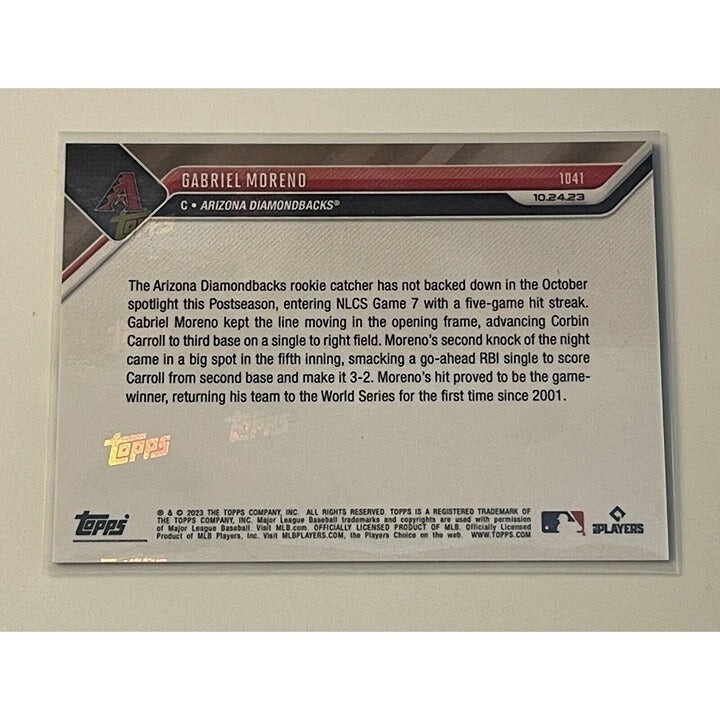 GABRIEL MORENO 1041
C • ARIZONA DIAMONDBACKS® 10.24.23
A
Topps
The Arizona Diamondbacks rookie catcher has not backed down in the October
spotlight this Postseason, entering NLCS Game 7 with a five-game hit streak.
Gabriel Moreno kept the line moving in the opening frame, advancing Corbin
Carroll to third base on a single to right field. Moreno's second knock of the night
came in a big spot in the fifth inning, smacking a go-ahead RBI single to score
Carroll from second base and make it 3-2. Moreno's hit proved to be the game-
winner, returning his team to the World Series for the first time since 2001.
Topps
Topps
Topps
® & © 2023 THE TOPPS COMPANY, INC. ALL RIGHTS RESERVED. TOPPS IS A REGISTERED TRADEMARK OF
THE TOPPS COMPANY, INC. Major League Baseball trademarks and copyrights are used with permission
of Major League Baseball. Visit MLB.com. OFFICIALLY LICENSED PRODUCT OF MLB. Officially Licensed
Product of MLB Players, Inc. Visit MLBPLAYERS.COM, the Players Choice on the web. WWW.TOPPS.COM
MLBPLAYERS